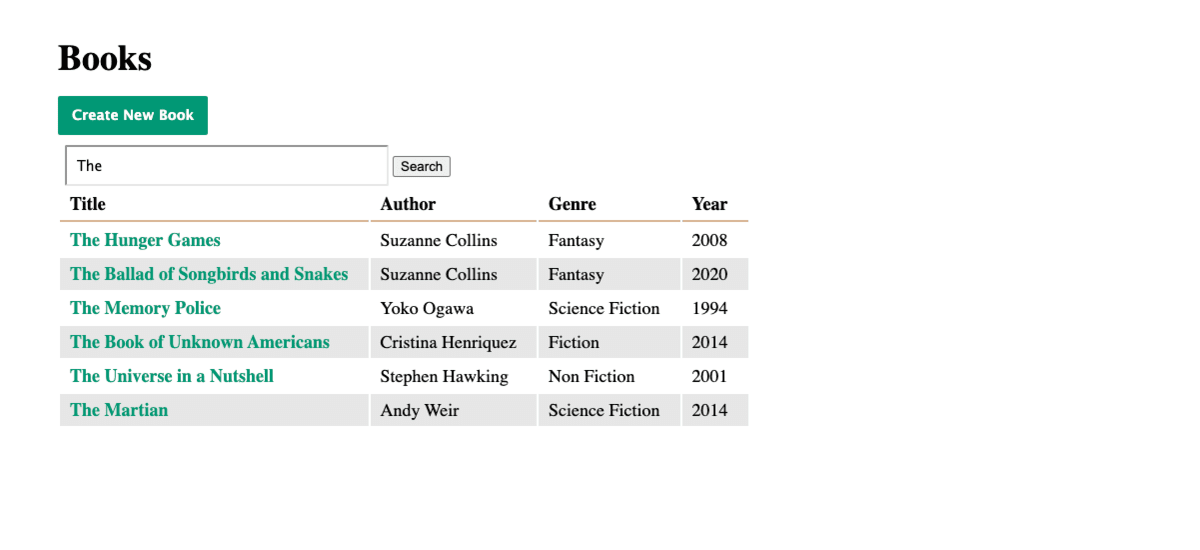 Books
Create New Book
The Search
Title Author Genre Year
The Hunger Games Suzanne Collins Fantasy 2008
The Ballad of Songbirds and Snakes Suzanne Collins Fantasy 2020
The Memory Police Yoko Ogawa Science Fiction 1994
The Book of Unknown Americans Cristina Henriquez Fiction 2014
The Universe in a Nutshell Stephen Hawking Non Fiction 2001
The Martian Andy Weir Science Fiction 2014